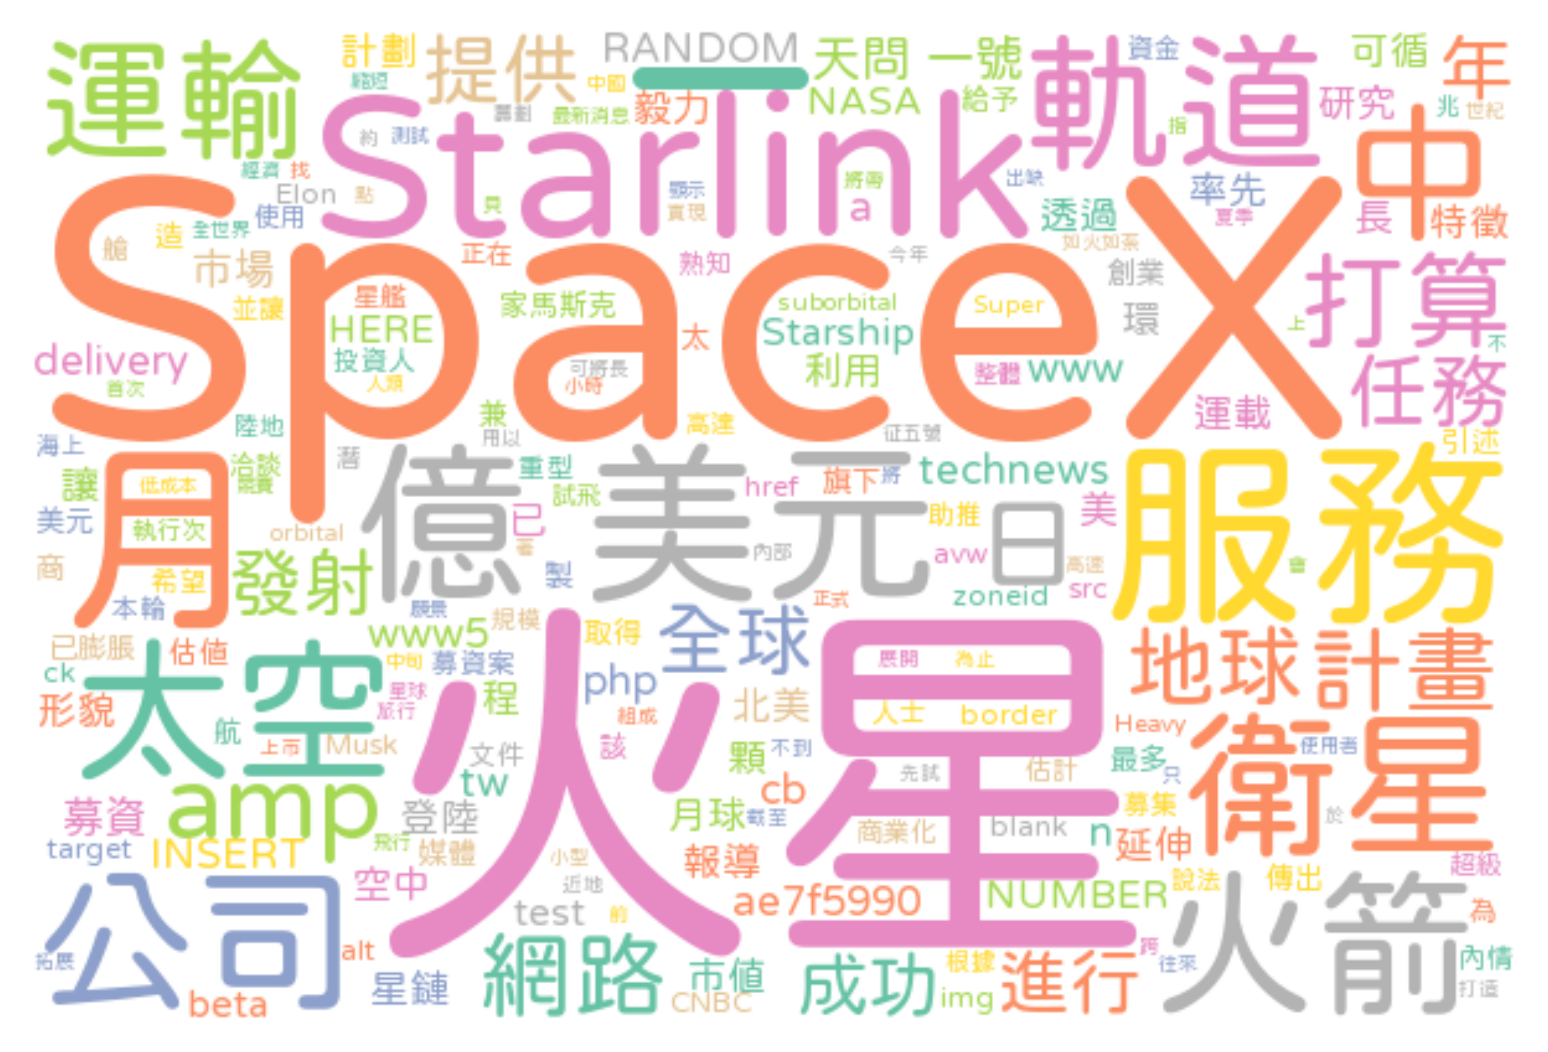 運輸 計劃 提供 RANDOM 天問一號 軌道 資金 可循 年
中國 毅力 NASA 給予 研究 兆 世紀
最新消息 Starlink 指 中
約 測試
經濟 找 Elon 點 使用 員 顯示 實現 將帶 a 出缺 透過 率先 夏季 長 特徵
艙 造 全世界 市場 正在 熟知 今年 如火如荼 創業
SpaceX
並讓 星艦 家馬斯克 suborbital Super 環 打算
HERE 太 Starship 上 不
delivery 投資人 可將長 利用 整體 www 任務
首次 人類 小時 運載
陸地 兼 高達
海上 用以 征五號 引述
月 億美元 日 服務
讓 洽談 潛 重型 href 旗下 將 technews
低成本 試飛
美元 執行次 已 助推 美
商 orbital 著 內部 avw 高速 會
希望 發射 製 zoneid src
本輪 願景 正式
www5 規模 取得 全球
已膨脹 估值 太空 中旬 募資案 火星 展開 為止 地球 計畫
ck 星球 程 php
形貌 旅行 組成 北美 人士 border Heavy
航 上市 Musk 文件 該 顆 不到 最多 使用者 衛星
tw 先試 估計 只
募資 amp 登陸 月球 截至 cb 商業化 blank n 募集 於
target INSERT 飛行 媒體 小型 報導 延伸 超級
公司 空中 近地 ae7f5990 NUMBER 說法 傳出 火箭
test 前 為
拓展 alt 網路 市值 成功 根據 進行 跨 往來 內情
beta 星鏈 CNBC img 打造